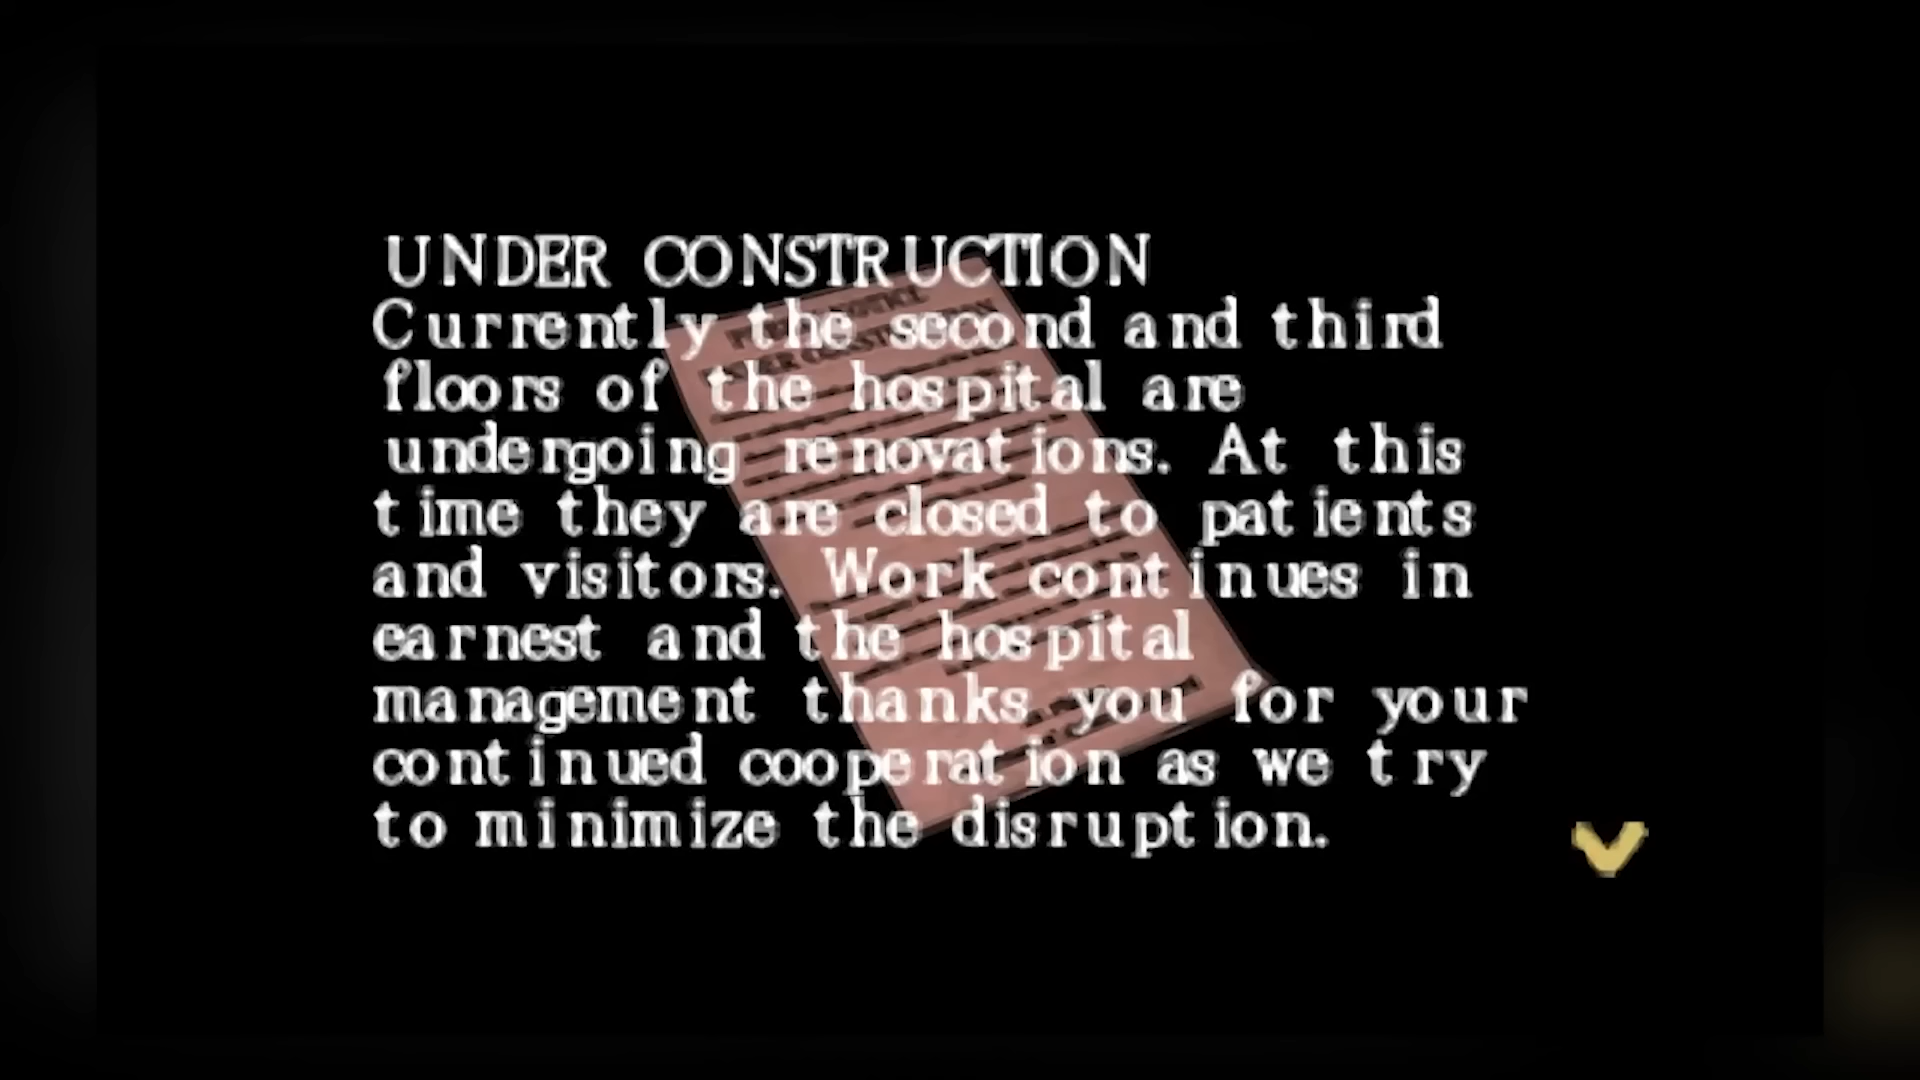 UNDER CONSTRUCTION
Currently the second and third
floors of the hospital are
undergoing renovations. At this
time they are closed to patients
and visitors. Work continues in
earnest and the hospital
management thanks you for your
continued cooperation as we try
to minimize the disruption.